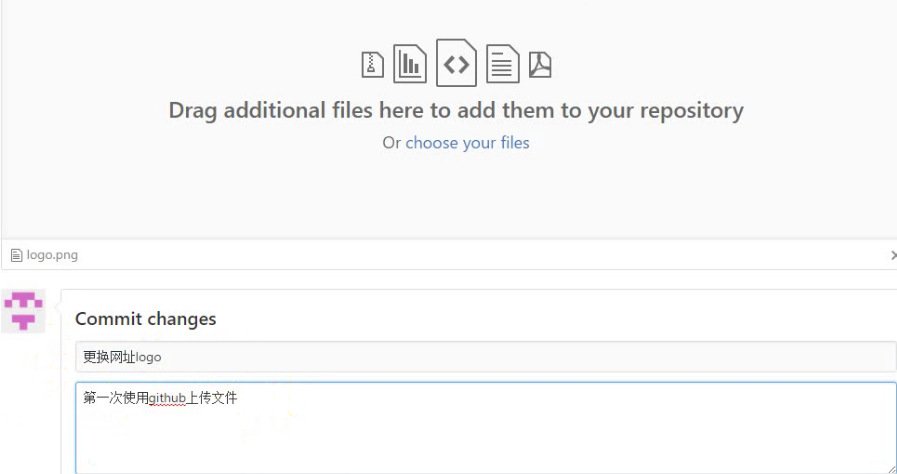 Drag additional files here to add them to your repository
Or choose your files
logo.png
Commit changes
更换网址logo
第一次使用github上传文件